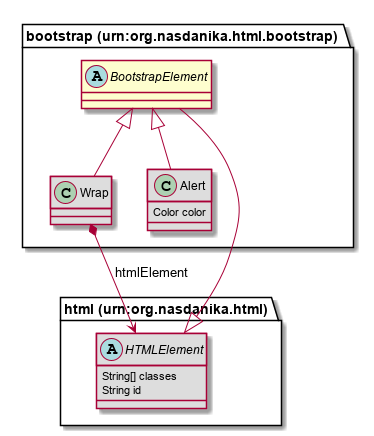 bootstrap (urn:org.nasdanika.html.bootstrap)
A BootstrapElement
C Wrap
C Alert
Color color
htmlElement
html (urn:org.nasdanika.html)
A HTMLElement
String[] classes
String id